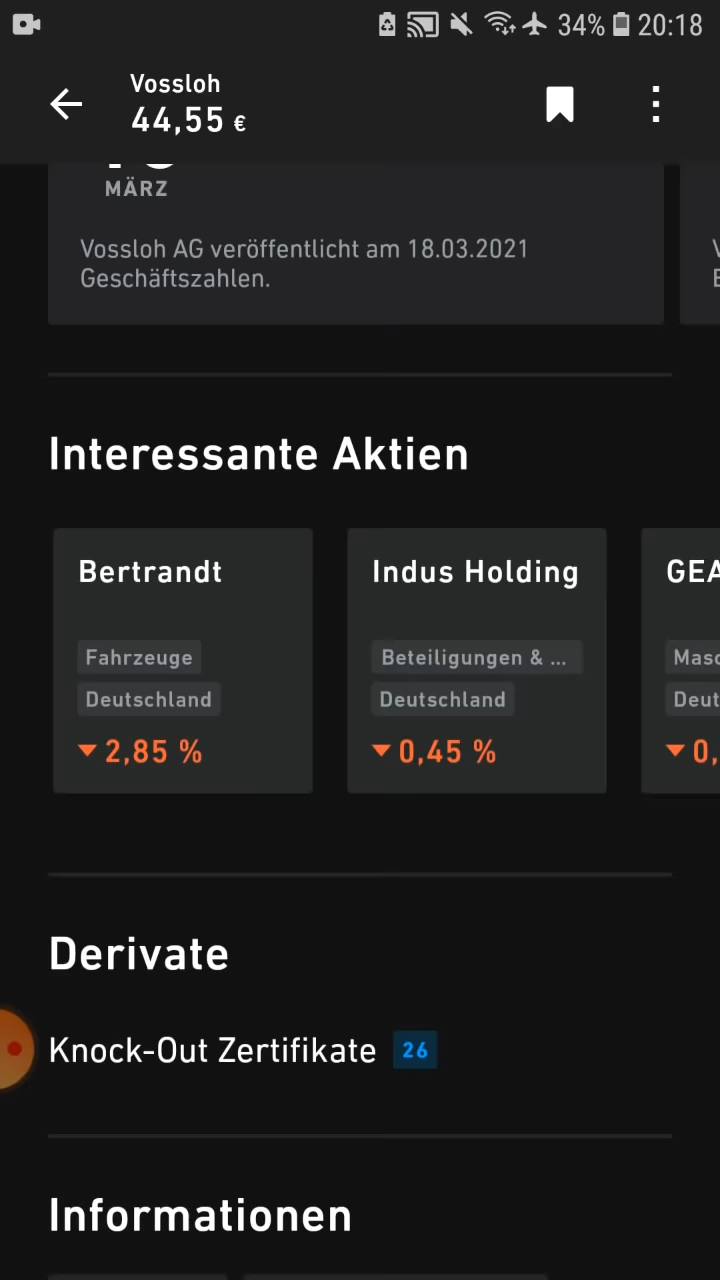 34% 20:18
Vossloh
44,55 €
MÄRZ
Vossloh AG veröffentlicht am 18.03.2021
Geschäftszahlen.
Interessante Aktien
Bertrandt
Fahrzeuge
Deutschland
2,85 %
Indus Holding
Beteiligungen & ...
Deutschland
0,45 %
GEA
Derivate
Knock-Out Zertifikate 26
Informationen